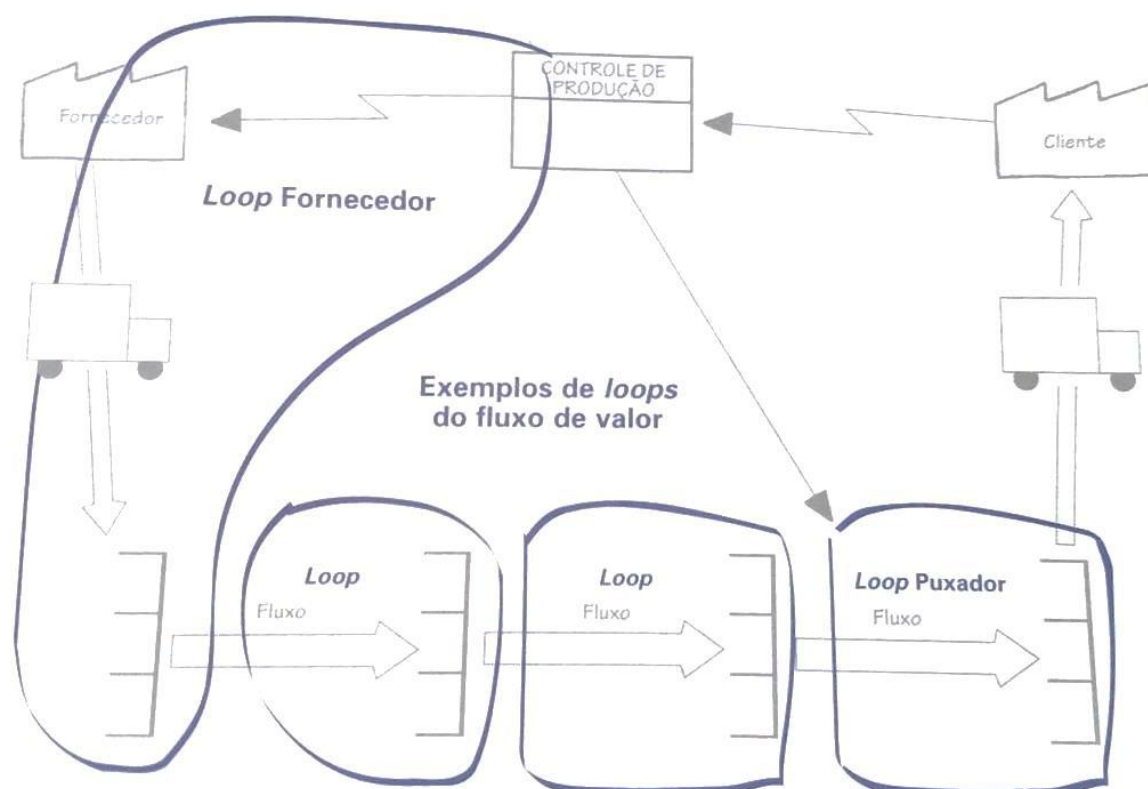 CONTROLE DE
PRODUÇÃO
Fornecedor
Cliente
Loop Fornecedor
Exemplos de loops
do fluxo de valor
Loop
Fluxo
Loop
Fluxo
Loop Puxador
Fluxo